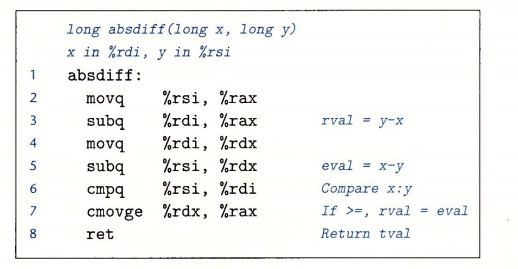 long absdiff(long x, long y)
x in %rdi, y in %rsi
1 absdiff:
2 movq %rsi, %rax
3 subq %rdi, %rax rval = y-x
4 movq %rdi, %rdx
5 subq %rsi, %rdx eval = x-y
6 cmpq %rsi, %rdi Compare x:y
7 cmovge %rdx, %rax If >=, rval = eval
8 ret Return tval